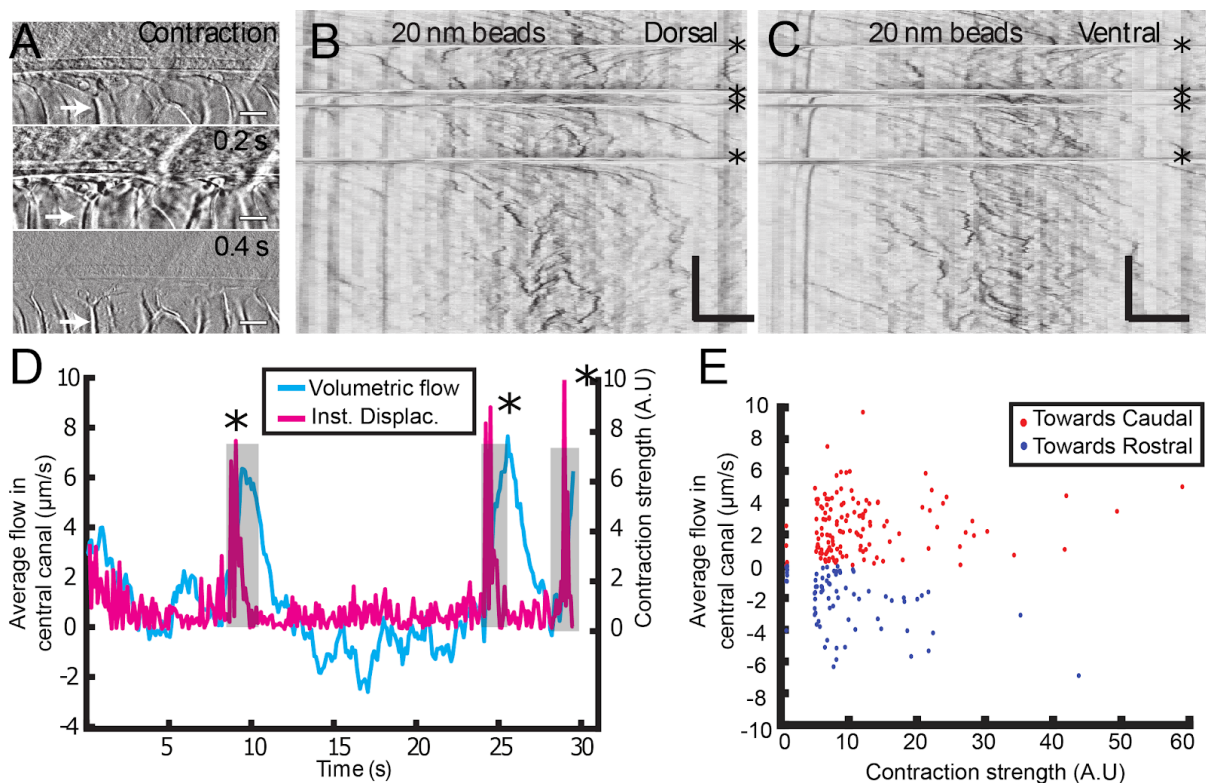 A
Contraction
0.2 s
0.4 s
B
20 nm beads
Dorsal
*
*
*
*
C
20 nm beads
Ventral
*
*
*
*
D
Volumetric flow
Inst. Displac.
*
*
*
Average flow in
central canal (μm/s)
10
8
6
4
2
0
-2
-4
5
10
15
20
25
30
Time (s)
10
8
6
4
2
0
Contraction strength (A.U)
E
Towards Caudal
Towards Rostral
Average flow in
central canal (μm/s)
10
8
6
4
2
0
-2
-4
-6
-8
-10
0
10
20
30
40
50
60
Contraction strength (A.U)